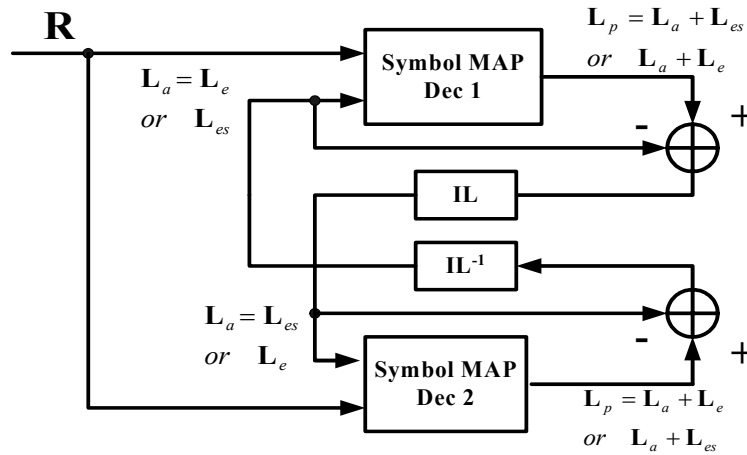 R
L_p = L_a + L_es
or L_a + L_e
Symbol MAP
Dec 1
L_a = L_e
or L_es
+
-
IL
IL^-1
L_a = L_es
or L_e
-
+
Symbol MAP
Dec 2
L_p = L_a + L_e
or L_a + L_es